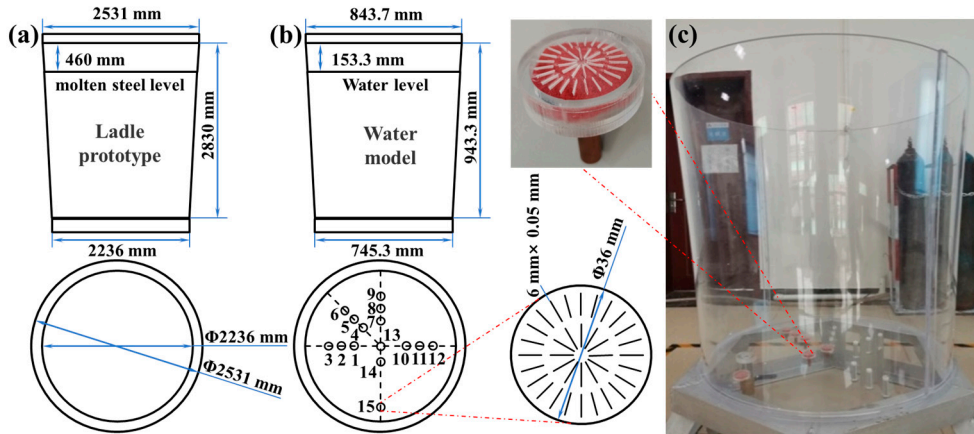 (a)
2531 mm
460 mm
molten steel level
Ladle
prototype
2830 mm
2236 mm
Φ2236 mm
Φ2531 mm
(b)
843.7 mm
153.3 mm
Water level
Water
model
943.3 mm
745.3 mm
9
8
7
6
5
4
13
3 2 1
10 11 12
14
15
6 mm× 0.05 mm
Φ36 mm
(c)